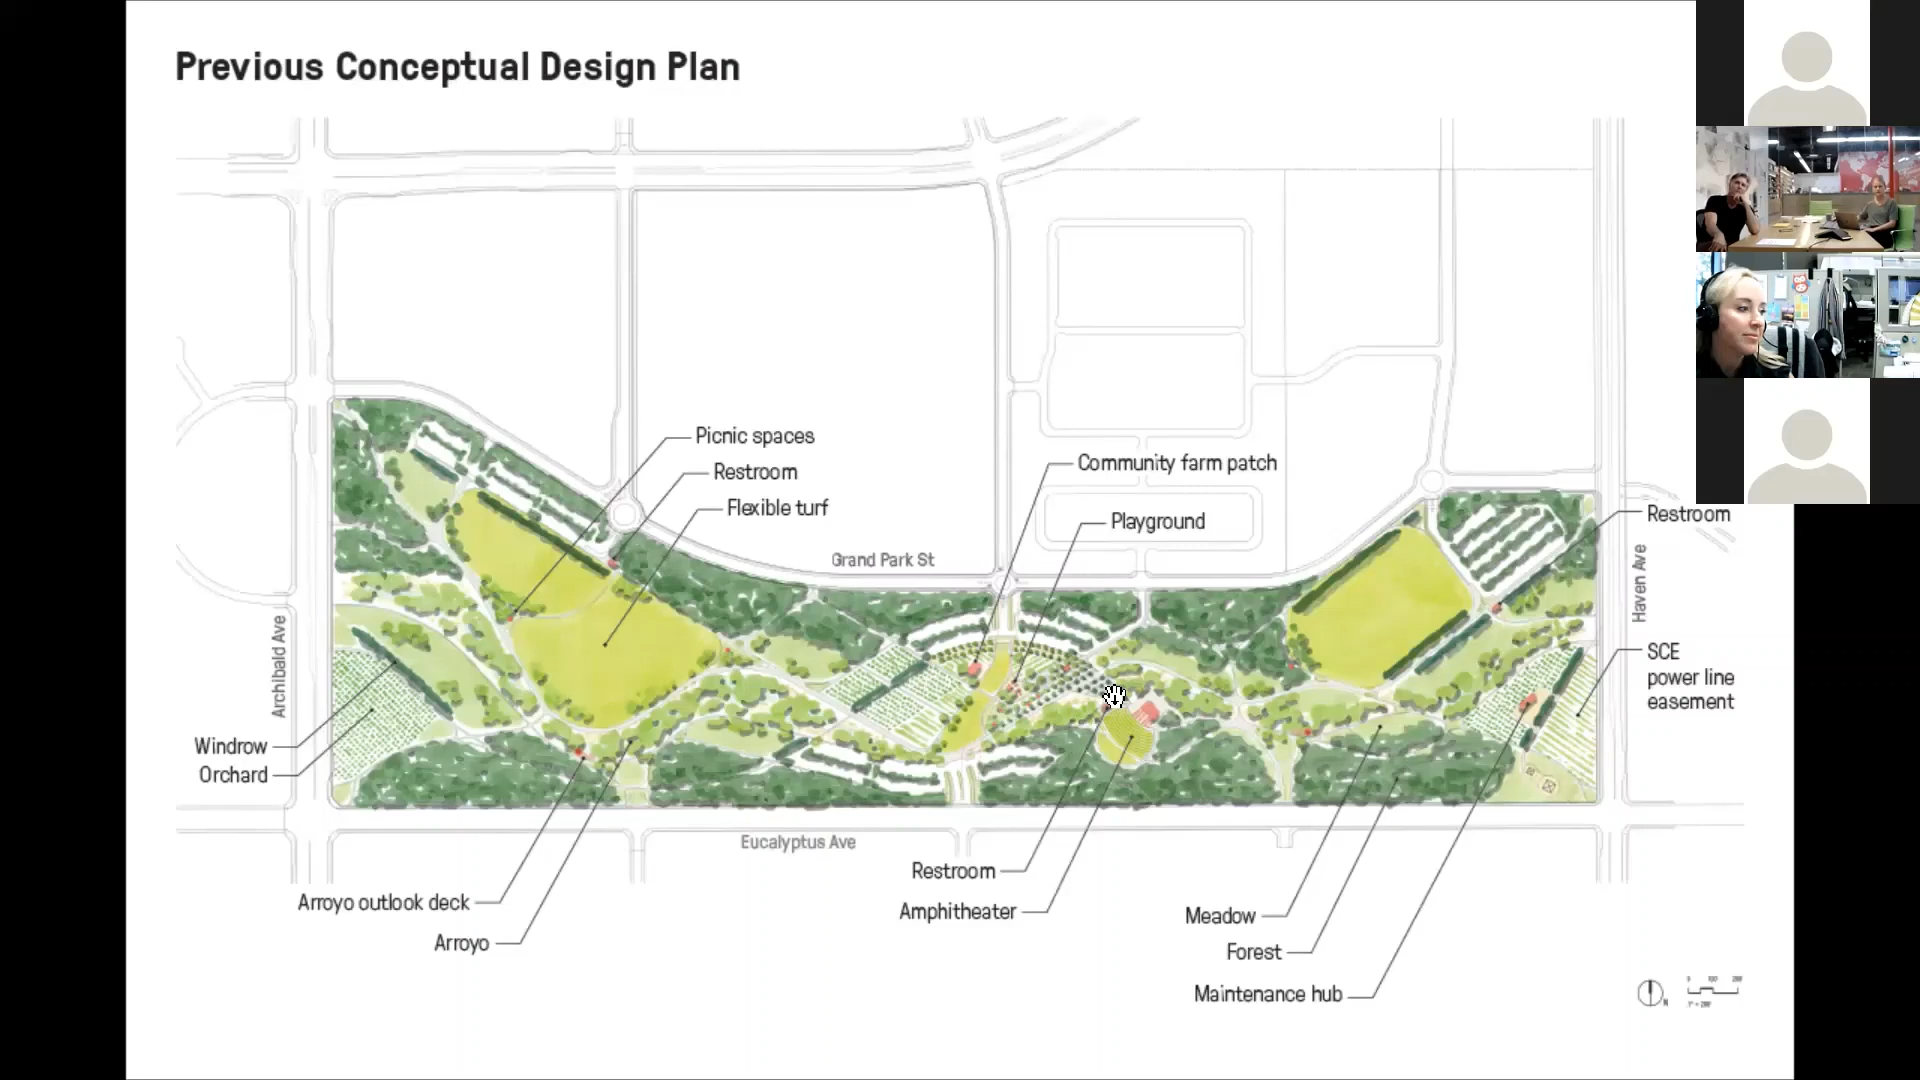 Previous Conceptual Design Plan
Picnic spaces
Restroom
Flexible turf
Community farm patch
Playground
Grand Park St
Restroom
Haven Ave
Archibald Ave
SCE
power line
easement
Windrow
Orchard
Eucalyptus Ave
Restroom
Arroyo outlook deck
Amphitheater
Meadow
Arroyo
Forest
Maintenance hub
N